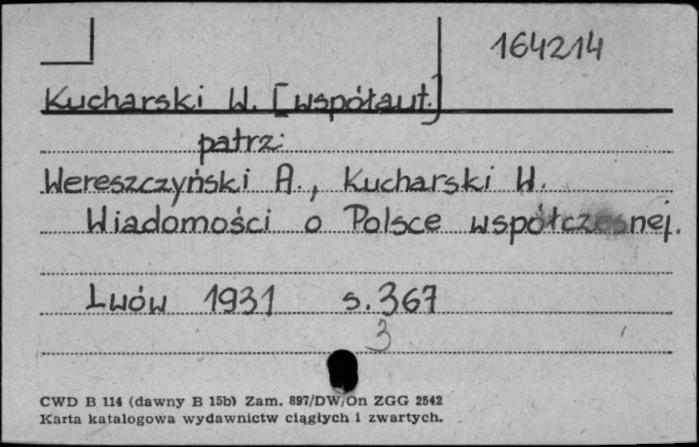 164214
Kucharski W. [współaut.]
patrz:
Wereszczyński A., Kucharski W.
Wiadomości o Polsce współczesnej.
Lwów 1931 s. 367
3
CWD B 114 (dawny B 15b) Zam. 897/DW/On ZGG 2542
Karta katalogowa wydawnictw ciągłych i zwartych.